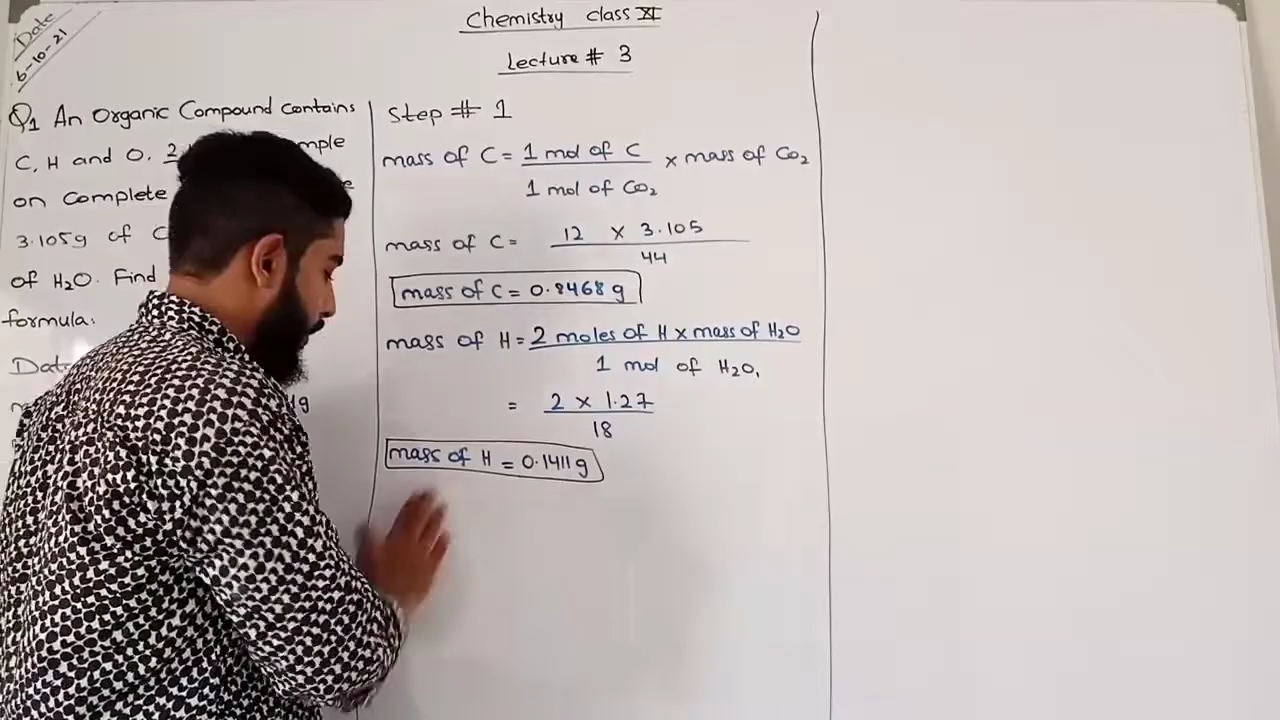 Date
6-10-21
Chemistry class XI
Lecture # 3
Q1 An Organic Compound contains
C, H and O. 2
on Complete
3.105g of C
of H2O. Find
formula:
Step # 1
mass of C = 1 mol of C / 1 mol of CO2 × mass of CO2
mass of C = 12 × 3.105 / 44
mass of C = 0.8468 g
mass of H = 2 moles of H × mass of H2O / 1 mol of H2O,
= 2 × 1.27 / 18
mass of H = 0.1411 g